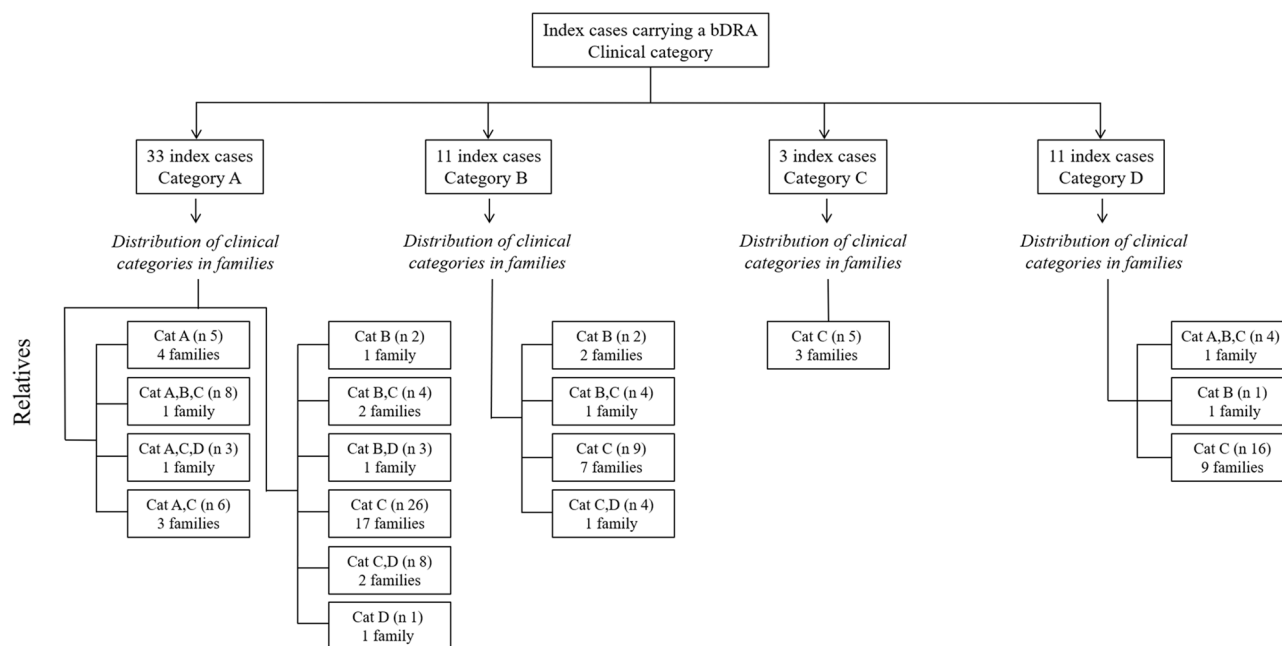 Index cases carrying a bDRA
Clinical category
33 index cases
Category A
11 index cases
Category B
3 index cases
Category C
11 index cases
Category D
Distribution of clinical
categories in families
Distribution of clinical
categories in families
Distribution of clinical
categories in families
Distribution of clinical
categories in families
Relatives
Cat A (n 5)
4 families
Cat A,B,C (n 8)
1 family
Cat A,C,D (n 3)
1 family
Cat A,C (n 6)
3 families
Cat B (n 2)
1 family
Cat B,C (n 4)
2 families
Cat B,D (n 3)
1 family
Cat C (n 26)
17 families
Cat C,D (n 8)
2 families
Cat D (n 1)
1 family
Cat B (n 2)
2 families
Cat B,C (n 4)
1 family
Cat C (n 9)
7 families
Cat C,D (n 4)
1 family
Cat C (n 5)
3 families
Cat A,B,C (n 4)
1 family
Cat B (n 1)
1 family
Cat C (n 16)
9 families